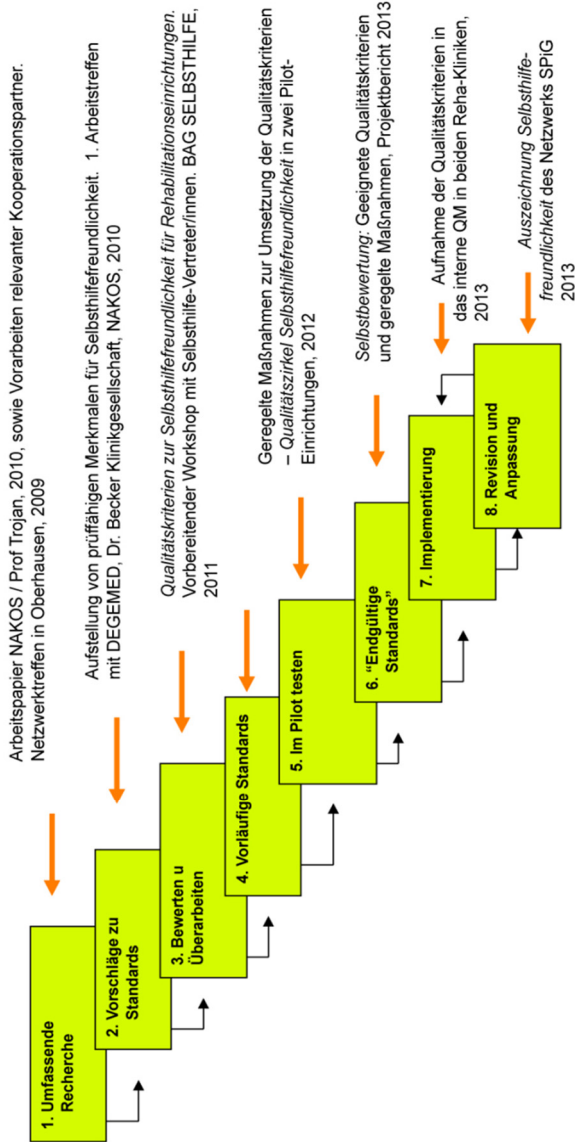 Arbeitspapier NAKOS / Prof Trojan, 2010, sowie Vorarbeiten relevanter Kooperationspartner.
Netzwerktreffen in Oberhausen, 2009
1. Umfassende
Recherche
Aufstellung von prüffähigen Merkmalen für Selbsthilfefreundlichkeit. 1. Arbeitstreffen
mit DEGEMED, Dr. Becker Klinikgesellschaft, NAKOS, 2010
2. Vorschläge zu
Standards
Qualitätskriterien zur Selbsthilfefreundlichkeit für Rehabilitationseinrichtungen.
Vorbereitender Workshop mit Selbsthilfe-Vertreter/innen. BAG SELBSTHILFE,
2011
3. Bewerten u
Überarbeiten
4. Vorläufige Standards
Geregelte Maßnahmen zur Umsetzung der Qualitätskriterien
– Qualitätszirkel Selbsthilfefreundlichkeit in zwei Pilot-
Einrichtungen, 2012
5. Im Pilot testen
Selbstbewertung: Geeignete Qualitätskriterien
und geregelte Maßnahmen, Projektbericht 2013
6. “Endgültige
Standards”
Aufnahme der Qualitätskriterien in
das interne QM in beiden Reha-Kliniken,
2013
7. Implementierung
Auszeichnung Selbsthilfe-
freundlichkeit des Netzwerks SPiG
2013
8. Revision und
Anpassung